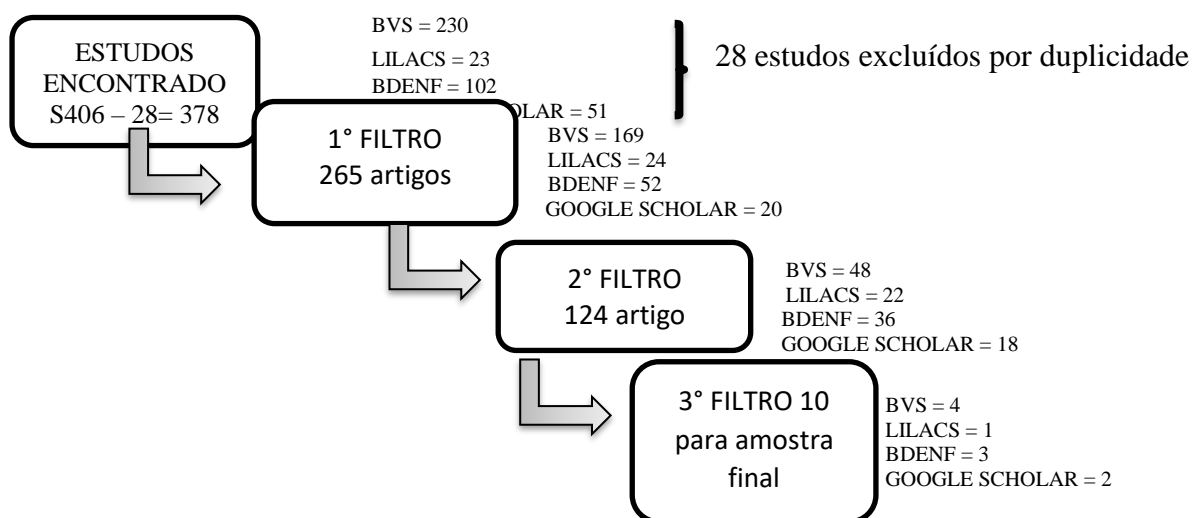 ESTUDOS
ENCONTRADO
S406 – 28= 378
BVS = 230
LILACS = 23
BDENF = 102
OLAR = 51
28 estudos excluídos por duplicidade
1° FILTRO
265 artigos
BVS = 169
LILACS = 24
BDENF = 52
GOOGLE SCHOLAR = 20
2° FILTRO
124 artigo
BVS = 48
LILACS = 22
BDENF = 36
GOOGLE SCHOLAR = 18
3° FILTRO 10
para amostra
final
BVS = 4
LILACS = 1
BDENF = 3
GOOGLE SCHOLAR = 2